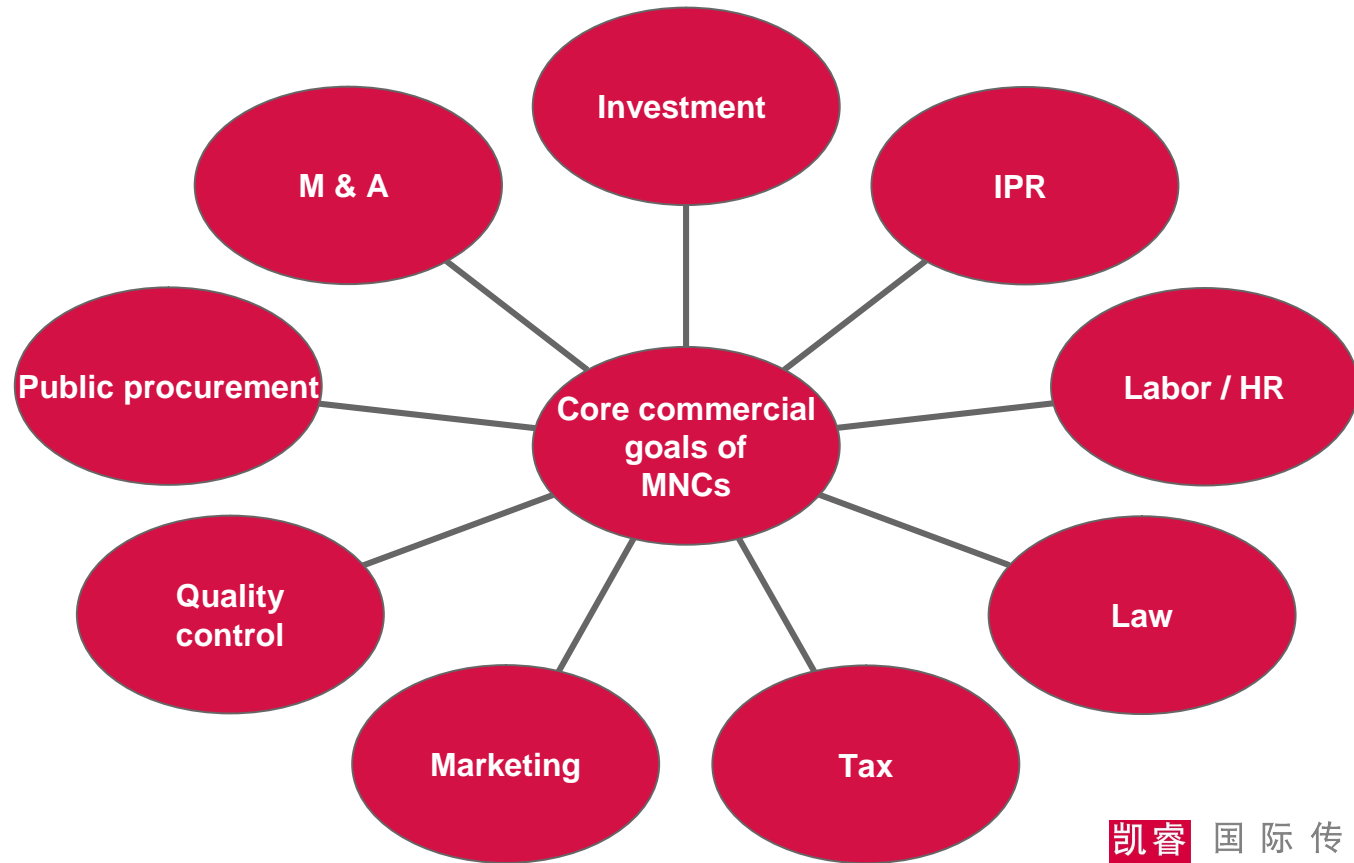 Investment
M & A
IPR
Public procurement
Core commercial
goals of
MNCs
Labor / HR
Quality
control
Law
Marketing
Tax
凯睿 国际传